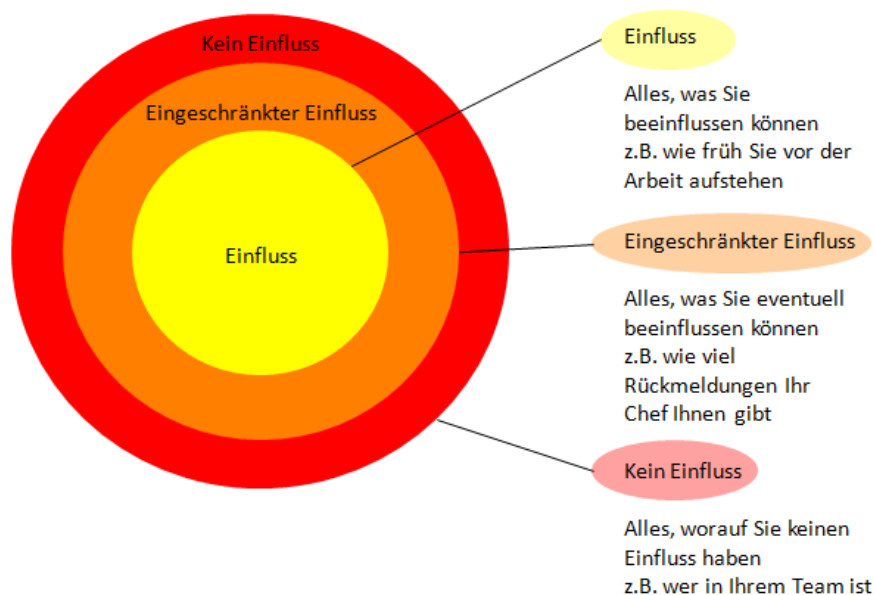 Kein Einfluss
Eingeschränkter Einfluss
Einfluss
Einfluss
Alles, was Sie
beeinflussen können
z.B. wie früh Sie vor der
Arbeit aufstehen
Eingeschränkter Einfluss
Alles, was Sie eventuell
beeinflussen können
z.B. wie viel
Rückmeldungen Ihr
Chef Ihnen gibt
Kein Einfluss
Alles, worauf Sie keinen
Einfluss haben
z.B. wer in Ihrem Team ist